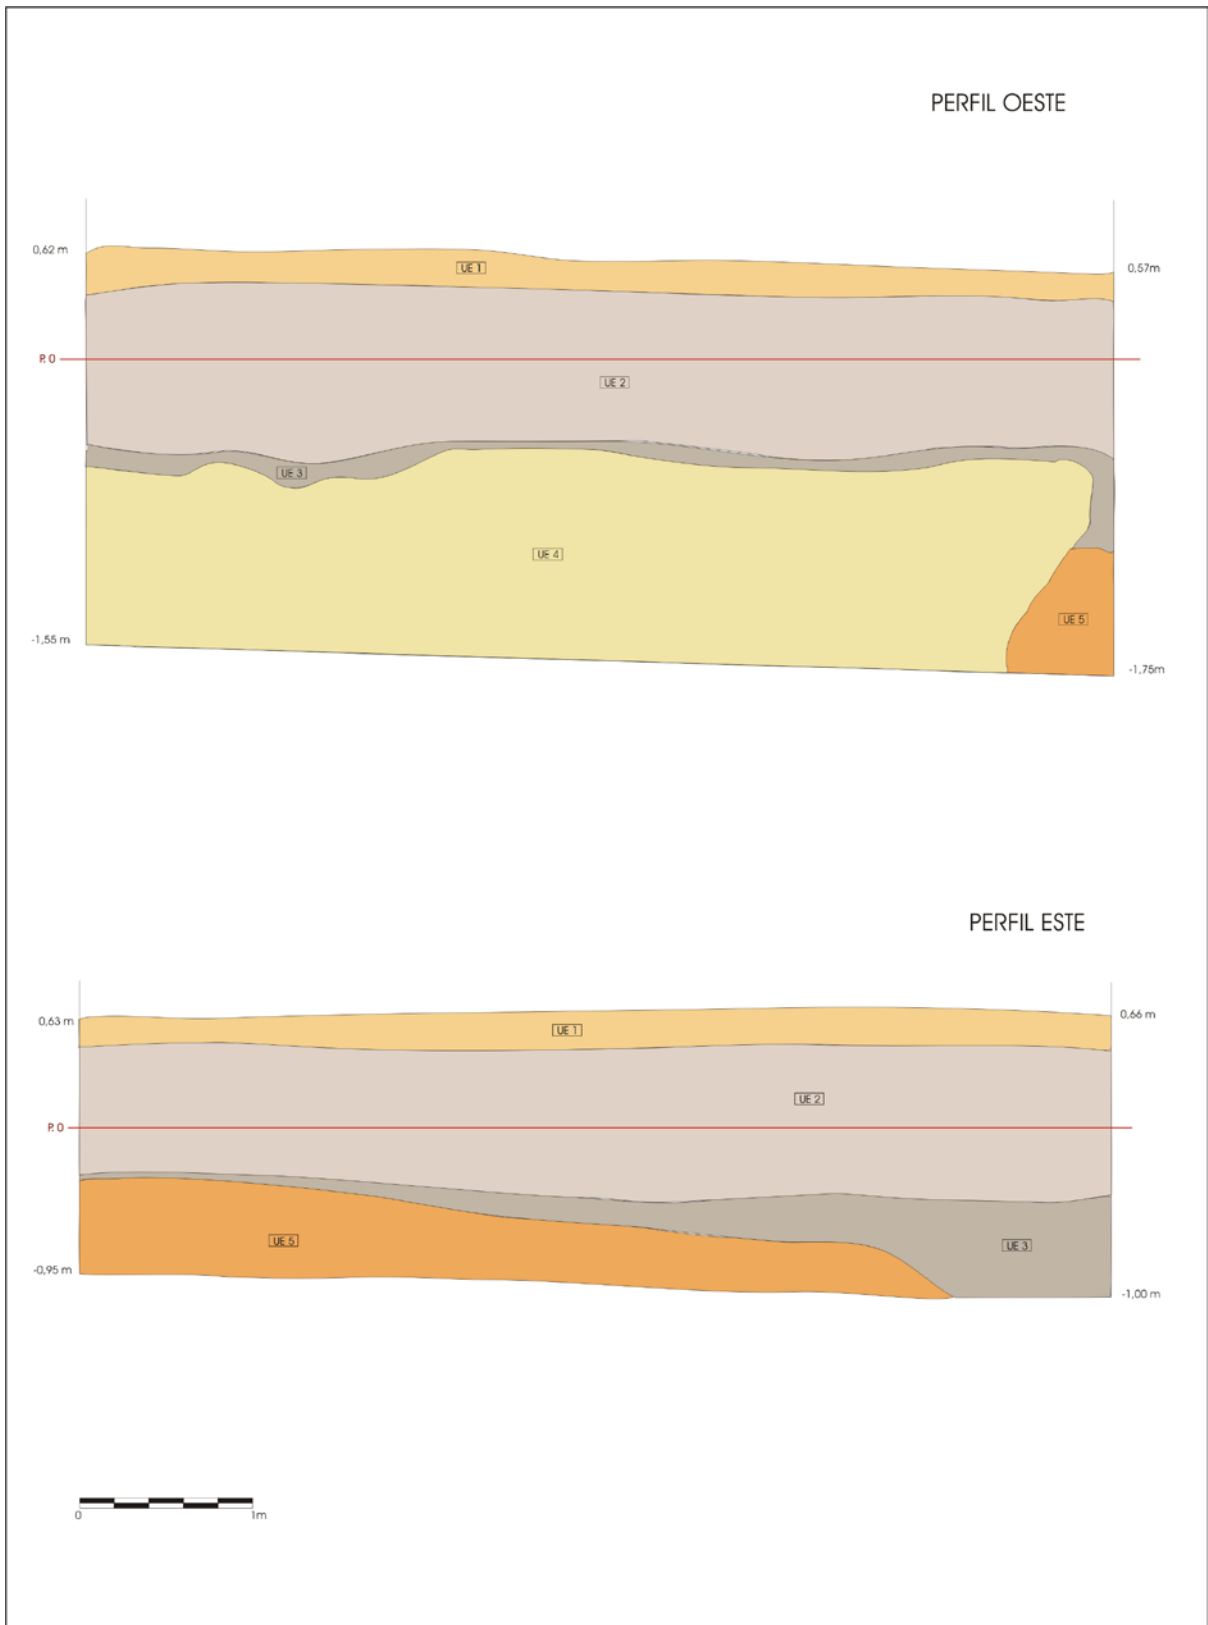 PERFIL OESTE
0,62 m
UE 1
0,57m
P. 0
UE 2
UE 3
UE 4
UE 5
-1,55 m
-1,75m
PERFIL ESTE
0,63 m
UE 1
0,66 m
UE 2
P. 0
UE 5
UE 3
-0,95 m
-1,00 m
0
1m